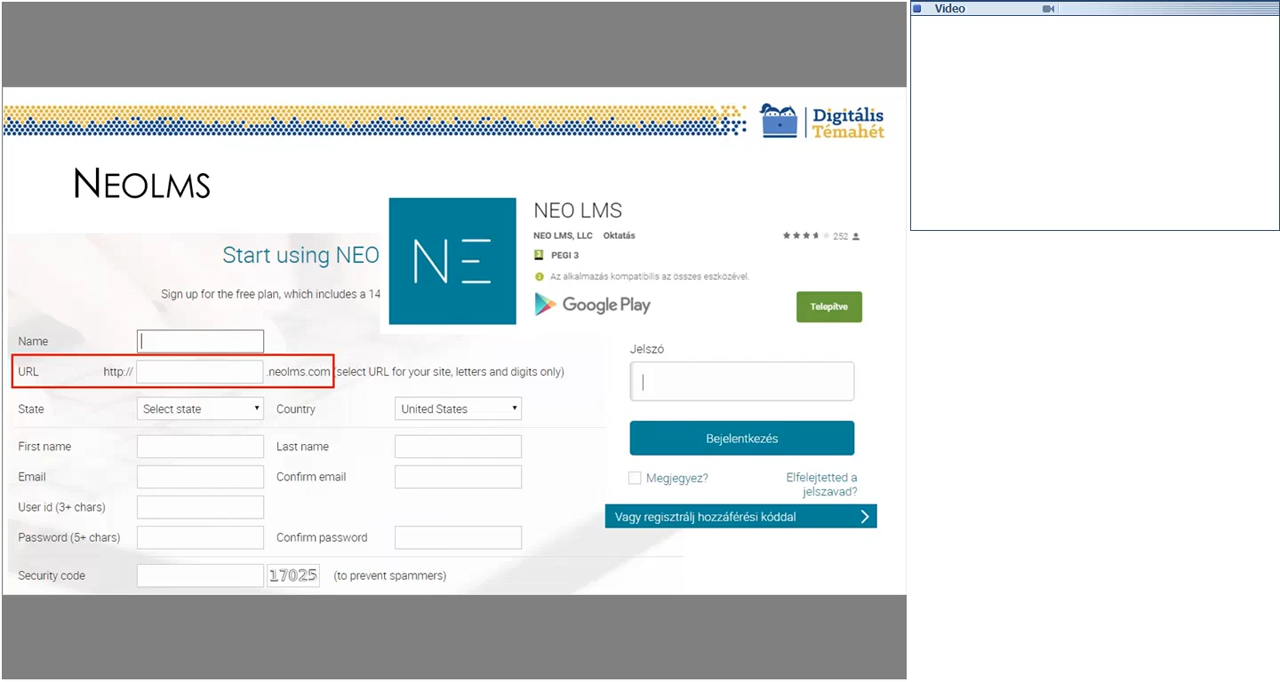 Video
Digitális
Témahét
NEOLMS
NE
NEO LMS
NEO LMS, LLC Oktatás
252
3 PEGI 3
Az alkalmazás kompatibilis az összes eszközével.
Google Play
Telepítve
Start using NEO
Sign up for the free plan, which includes a 14
Name
URL http:// .neolms.com (select URL for your site, letters and digits only)
State Select state Country United States
First name Last name
Email Confirm email
User id (3+ chars)
Password (5+ chars) Confirm password
Security code 17025 (to prevent spammers)
Jelszó
Bejelentkezés
Megjegyez?
Elfelejtetted a
jelszavad?
Vagy regisztrálj hozzáférési kóddal